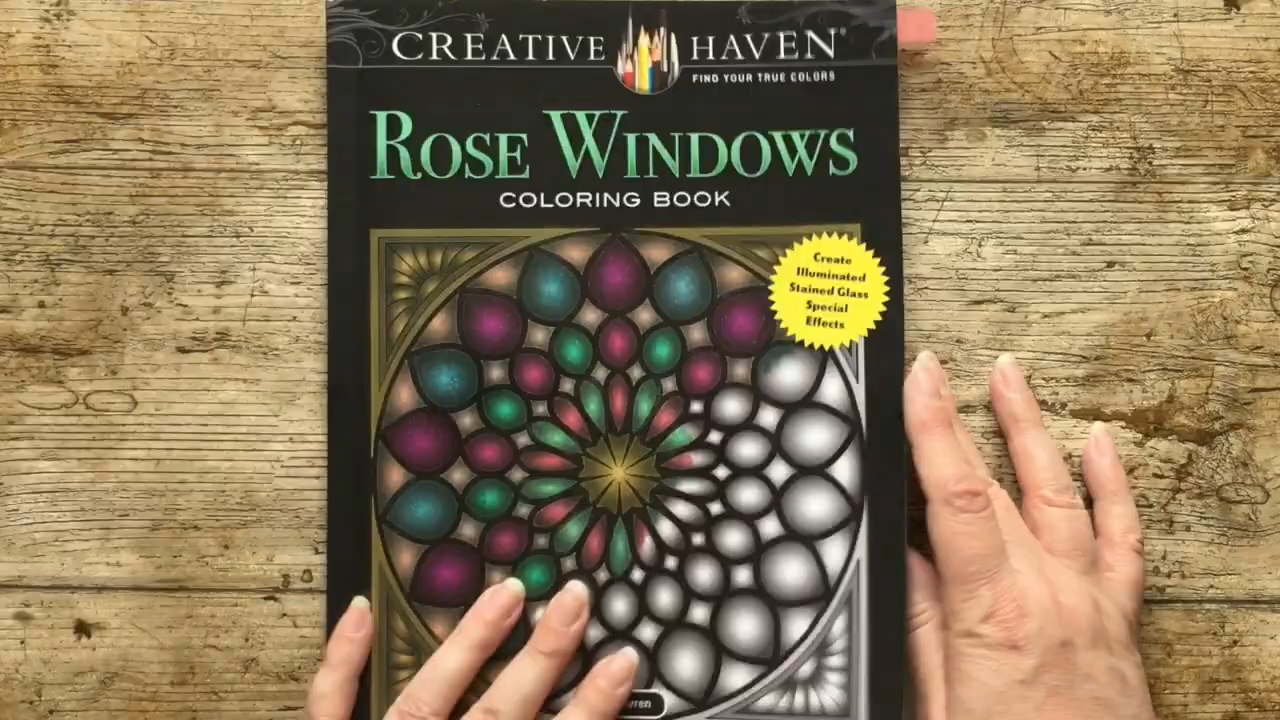 CREATIVE HAVEN®
FIND YOUR TRUE COLORS
ROSE WINDOWS
COLORING BOOK
Create
Illuminated
Stained Glass
Special
Effects